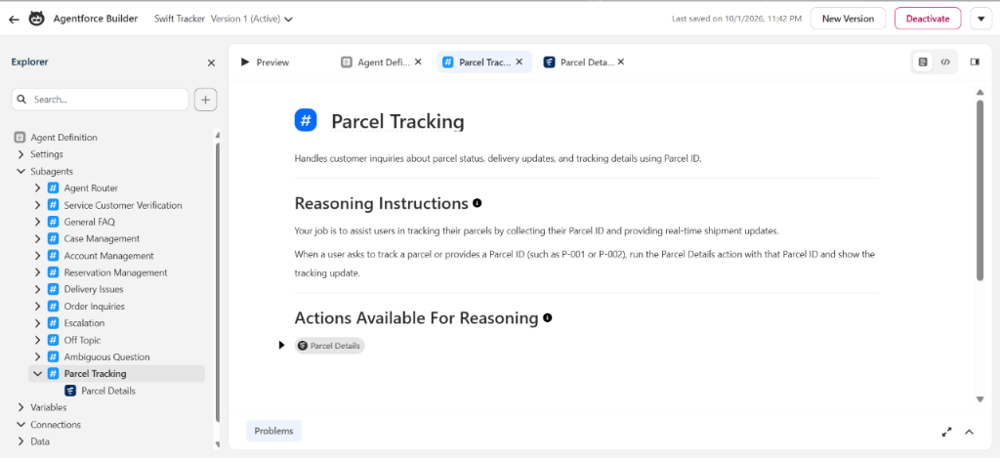 Agentforce Builder
Swift Tracker Version 1 (Active)
Last saved on 10/1/2026, 11:42 PM
New Version
Deactivate
Explorer
Search...
Agent Definition
Settings
Subagents
# Agent Router
# Service Customer Verification
# General FAQ
# Case Management
# Account Management
# Reservation Management
# Delivery Issues
# Order Inquiries
# Escalation
# Off Topic
# Ambiguous Question
# Parcel Tracking
Parcel Details
Variables
Connections
Data
Preview
Agent Defi...
# Parcel Trac...
Parcel Deta...
# Parcel Tracking
Handles customer inquiries about parcel status, delivery updates, and tracking details using Parcel ID.
Reasoning Instructions
Your job is to assist users in tracking their parcels by collecting their Parcel ID and providing real-time shipment updates.
When a user asks to track a parcel or provides a Parcel ID (such as P-001 or P-002), run the Parcel Details action with that Parcel ID and show the
tracking update.
Actions Available For Reasoning
Parcel Details
Problems